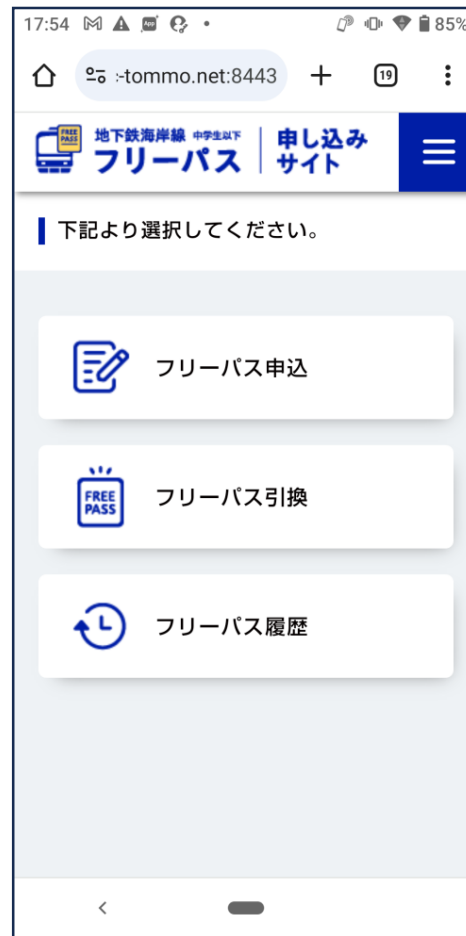 17:54
85%
:-tommo.net:8443
19
FREE PASS
地下鉄海岸線 中学生以下
フリーパス
申し込み
サイト
下記より選択してください。
フリーパス申込
FREE
PASS
フリーパス引換
フリーパス履歴